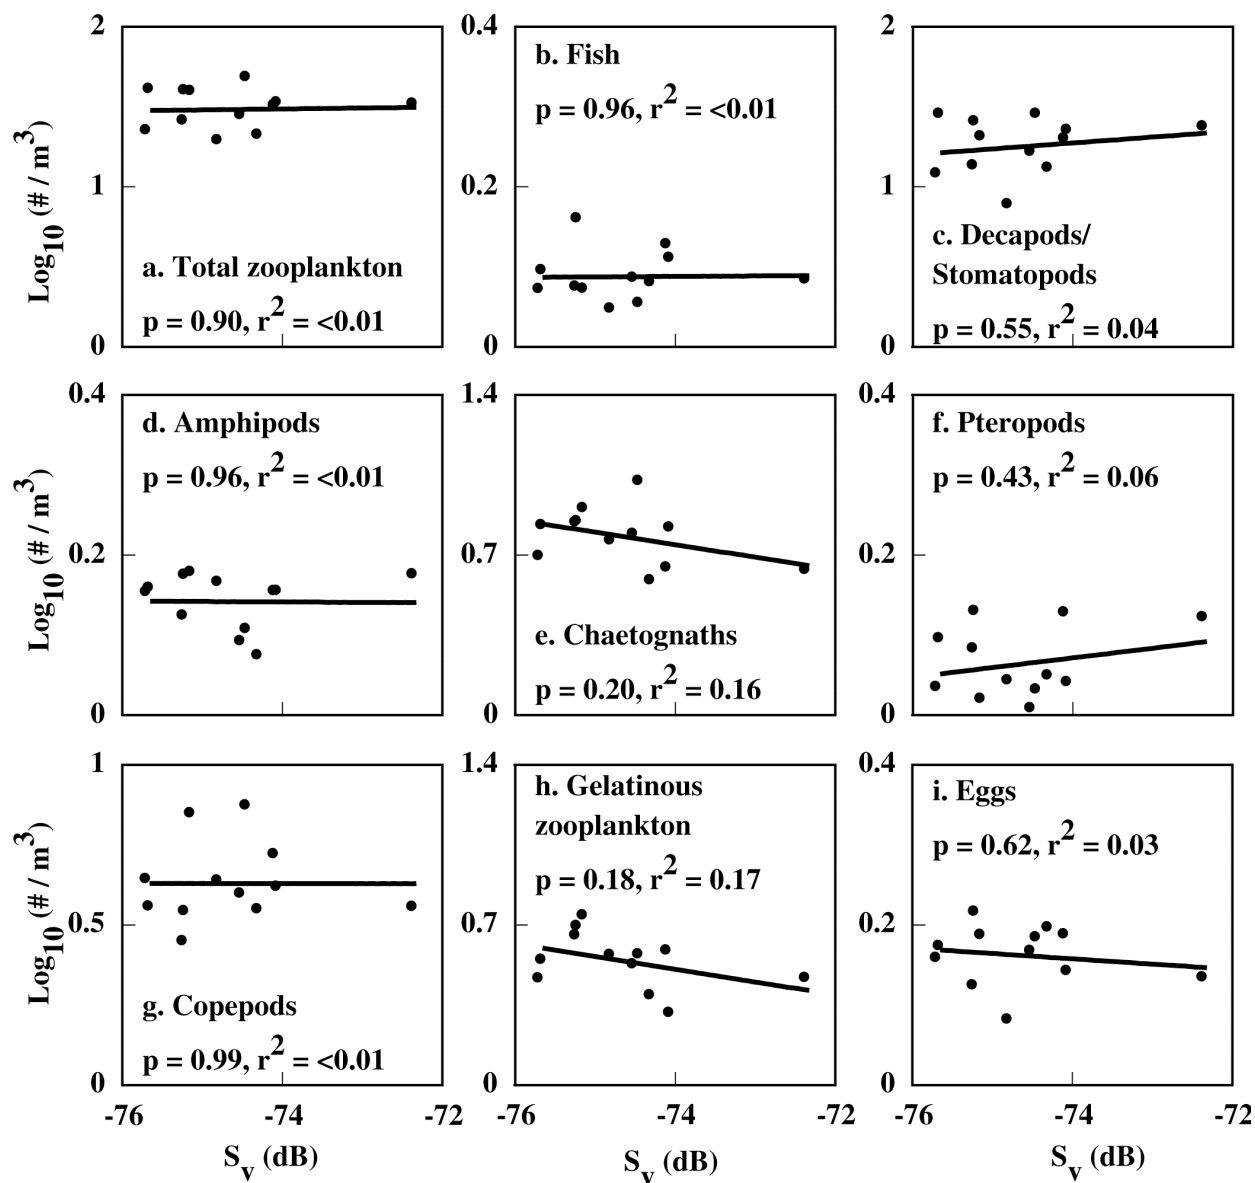 2
1
0
Log10 (# / m3)
a. Total zooplankton
p = 0.90, r2 = <0.01
0.4
0.2
0
b. Fish
p = 0.96, r2 = <0.01
2
1
0
c. Decapods/
Stomatopods
p = 0.55, r2 = 0.04
0.4
0.2
0
Log10 (# / m3)
d. Amphipods
p = 0.96, r2 = <0.01
1.4
0.7
0
e. Chaetognaths
p = 0.20, r2 = 0.16
0.4
0.2
0
f. Pteropods
p = 0.43, r2 = 0.06
1
0.5
0
Log10 (# / m3)
g. Copepods
p = 0.99, r2 = <0.01
-76 -74 -72
Sv (dB)
1.4
0.7
0
h. Gelatinous
zooplankton
p = 0.18, r2 = 0.17
-76 -74 -72
Sv (dB)
0.4
0.2
0
i. Eggs
p = 0.62, r2 = 0.03
-76 -74 -72
Sv (dB)